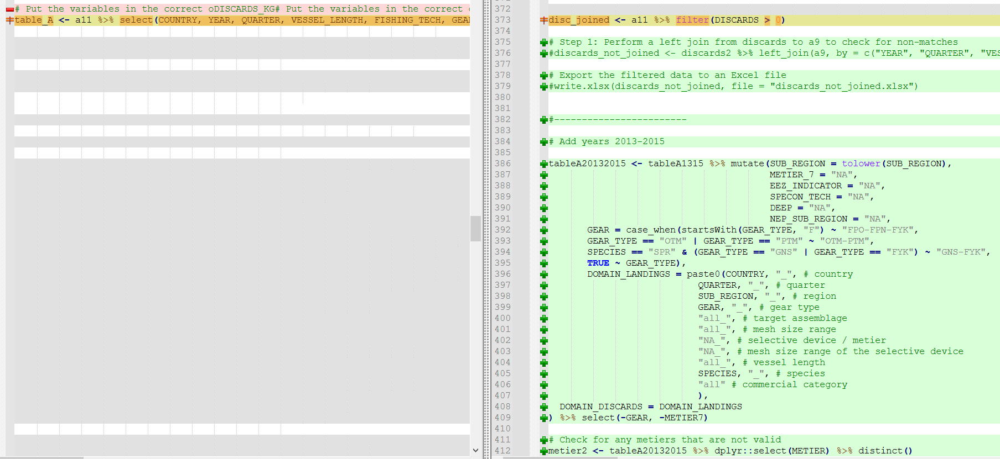 # Put the variables in the correct oDISCARDS_KG# Put the variables in the correct
table_A <- a11 %>% select(COUNTRY, YEAR, QUARTER, VESSEL_LENGTH, FISHING_TECH, GEA
372
373 disc_joined <- a11 %>% filter(DISCARDS > 0)
374
375 # Step 1: Perform a left join from discards to a9 to check for non-matches
376 #discards_not_joined <- discards2 %>% left_join(a9, by = c("YEAR", "QUARTER", "VES
377
378 # Export the filtered data to an Excel file
379 #write.xlsx(discards_not_joined, file = "discards_not_joined.xlsx")
380
381
382 #------------------------
383
384 # Add years 2013-2015
385
386 tableA20132015 <- tableA1315 %>% mutate(SUB_REGION = tolower(SUB_REGION),
387 METIER_7 = "NA",
388 EEZ_INDICATOR = "NA",
389 SPECON_TECH = "NA",
390 DEEP = "NA",
391 NEP_SUB_REGION = "NA",
392 GEAR = case_when(startsWith(GEAR_TYPE, "F") ~ "FPO-FPN-FYK",
393 GEAR_TYPE == "OTM" | GEAR_TYPE == "PTM" ~ "OTM-PTM",
394 SPECIES == "SPR" & (GEAR_TYPE == "GNS" | GEAR_TYPE == "FYK") ~ "GNS-FYK",
395 TRUE ~ GEAR_TYPE),
396 DOMAIN_LANDINGS = paste0(COUNTRY, "_", # country
397 QUARTER, "_", # quarter
398 SUB_REGION, "_", # region
399 GEAR, "_", # gear type
400 "all_", # target assemblage
401 "all_", # mesh size range
402 "NA_", # selective device / metier
403 "NA_", # mesh size range of the selective device
404 "all_", # vessel length
405 SPECIES, "_", # species
406 "all" # commercial category
407 ),
408 DOMAIN_DISCARDS = DOMAIN_LANDINGS
409 ) %>% select(-GEAR, -METIER7)
410
411 # Check for any metiers that are not valid
412 metier2 <- tableA20132015 %>% dplyr::select(METIER) %>% distinct()